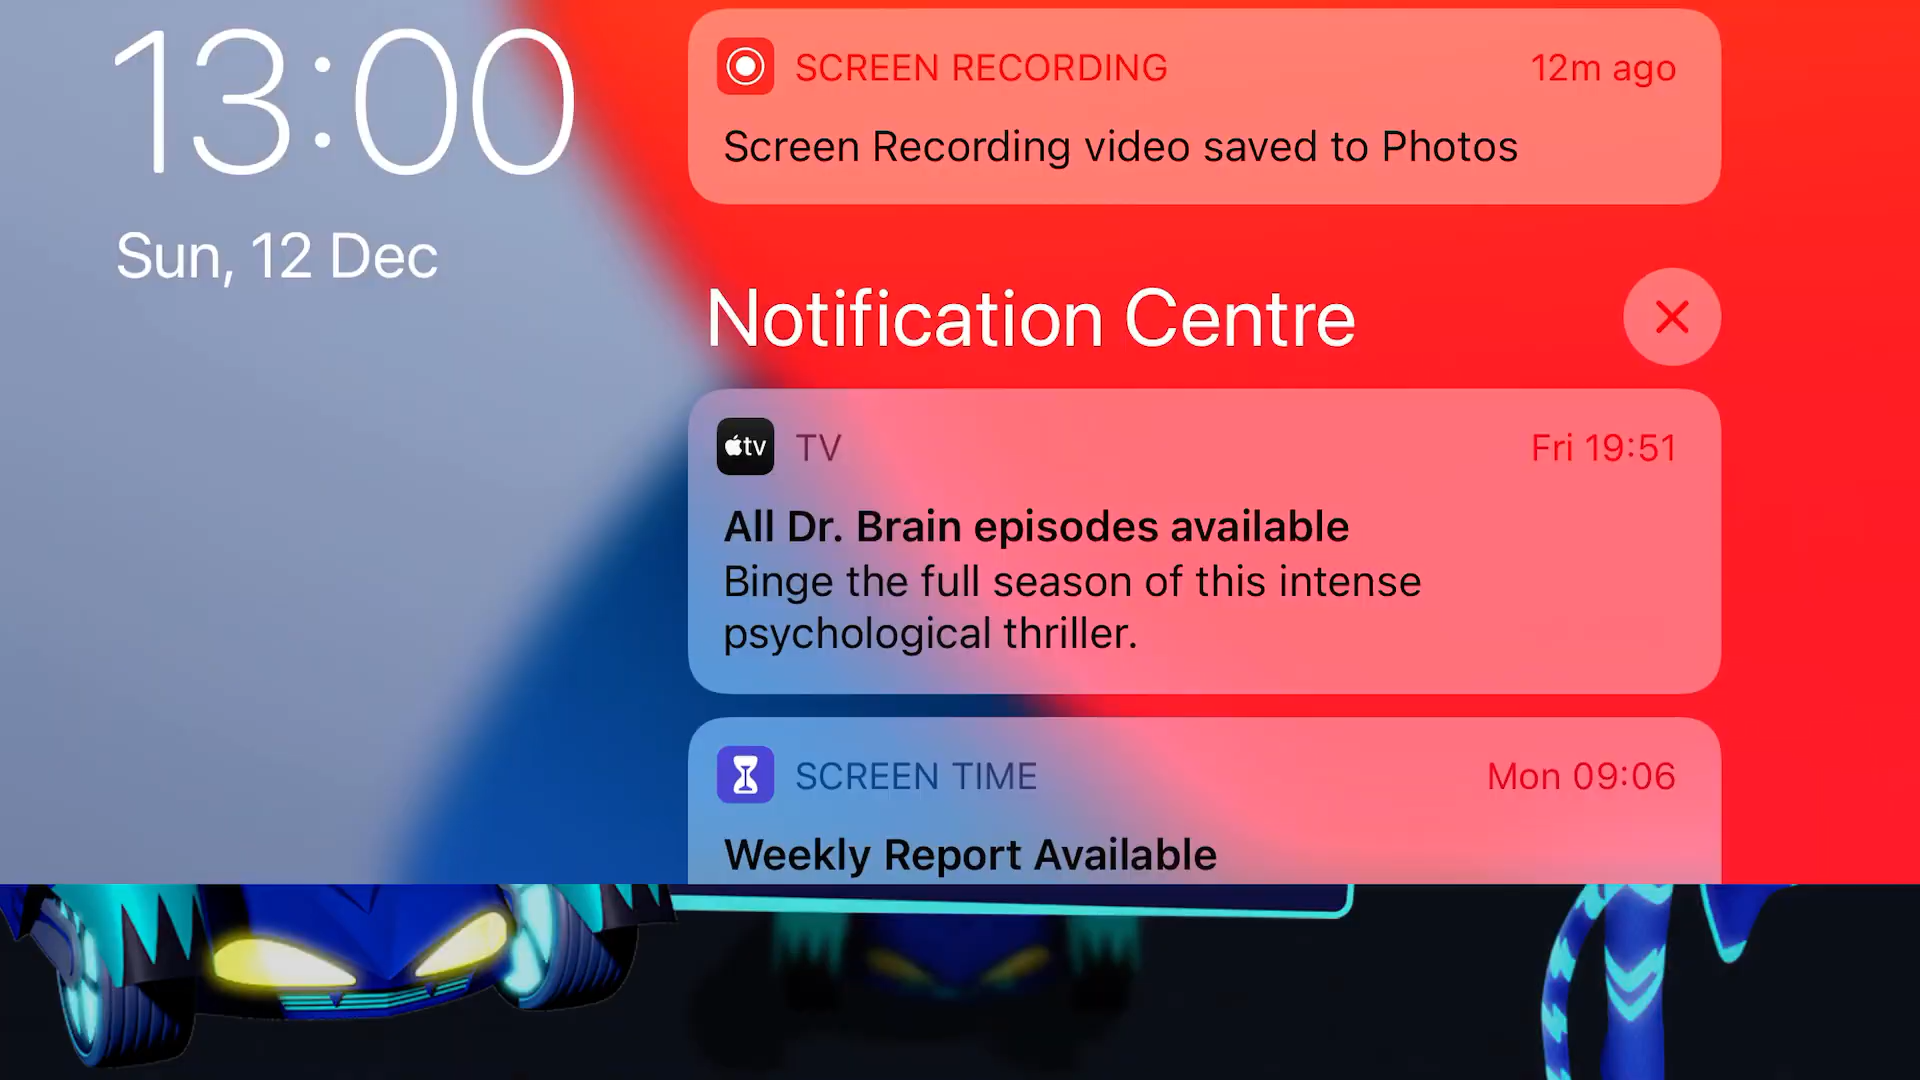 13:00
Sun, 12 Dec
SCREEN RECORDING
12m ago
Screen Recording video saved to Photos
Notification Centre
tv
TV
Fri 19:51
All Dr. Brain episodes available
Binge the full season of this intense
psychological thriller.
SCREEN TIME
Mon 09:06
Weekly Report Available